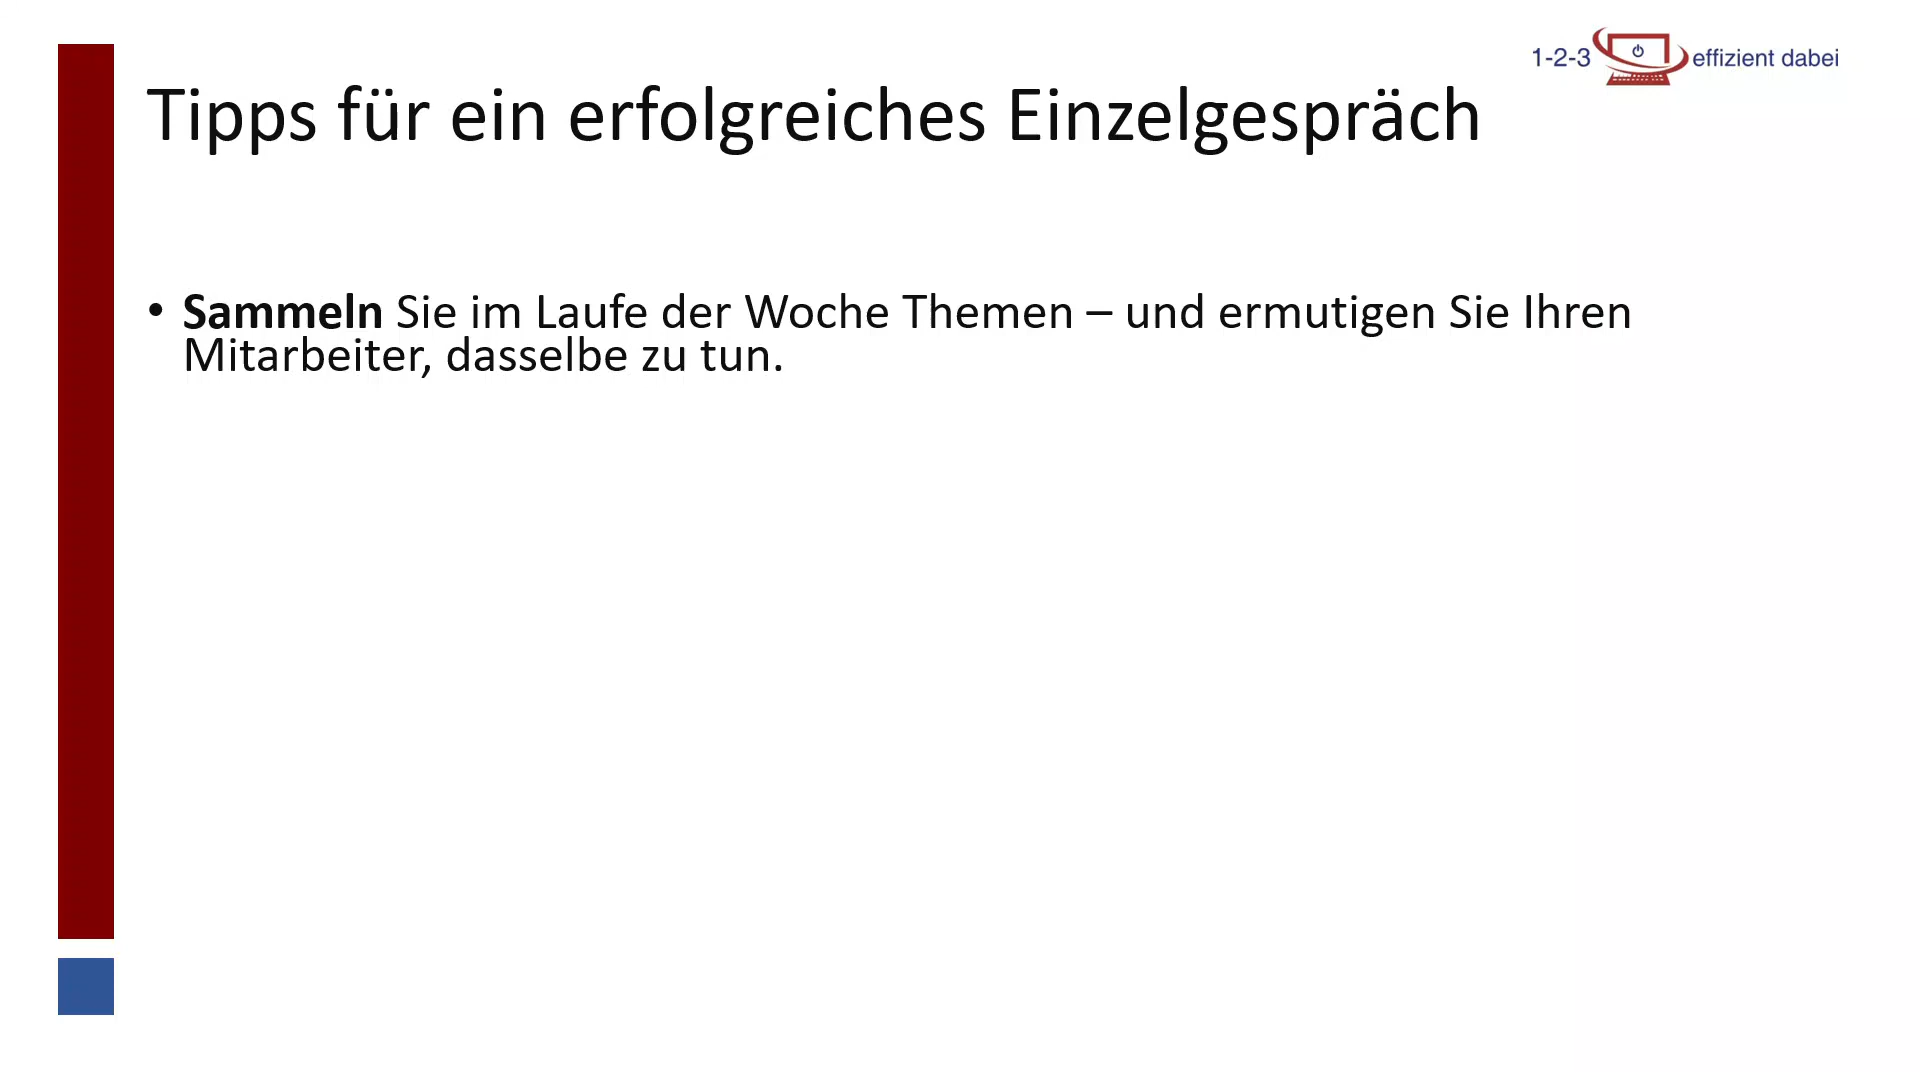 1-2-3 effizient dabei
Tipps für ein erfolgreiches Einzelgespräch
• Sammeln Sie im Laufe der Woche Themen – und ermutigen Sie Ihren
Mitarbeiter, dasselbe zu tun.